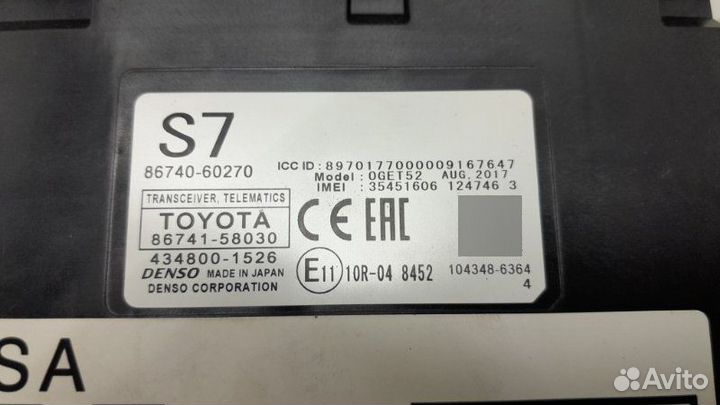 S7
86740-60270
ICC ID : 8970177000009167647
Model : OGET52 AUG, 2017
IMEI : 35451606 124746 3
TRANSCEIVER, TELEMATICS
TOYOTA
86741-58030
434800-1526
DENSO MADE IN JAPAN
DENSO CORPORATION
CE EAC
E11 10R-04 8452
104348-6364
4
SA
Avito